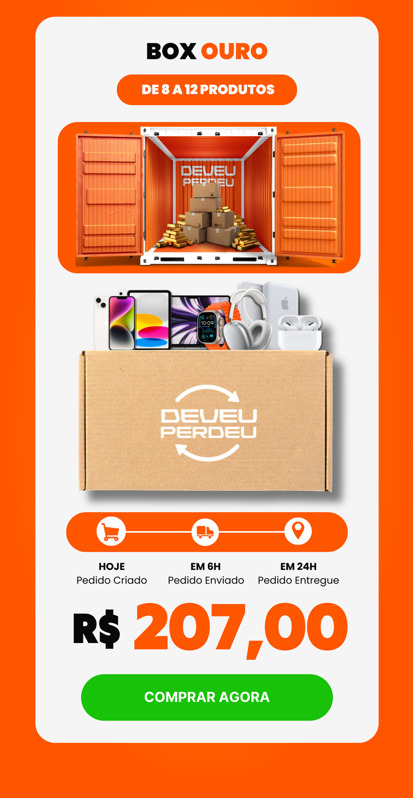 BOX OURO
DE 8 A 12 PRODUTOS
DEVEU
PERDEU
DEVEU
PERDEU
HOJE
Pedido Criado
EM 6H
Pedido Enviado
EM 24H
Pedido Entregue
R$ 207,00
COMPRAR AGORA